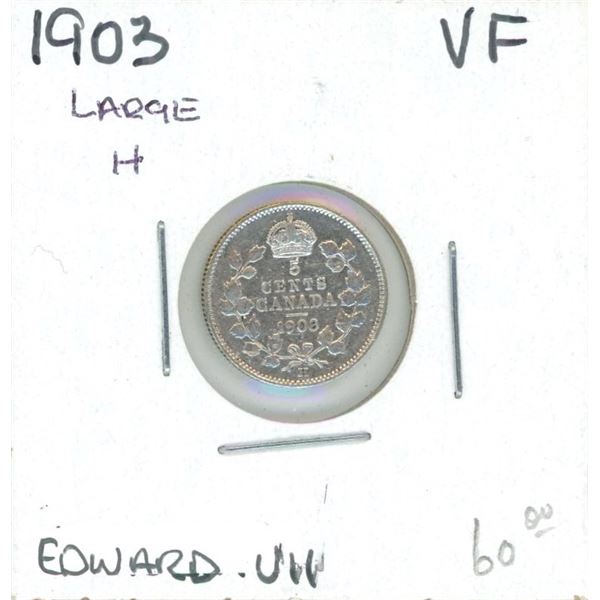 1903 VF
LARGE
H
5
CENTS
CANADA
1903
H
EDWARD. VII
60.00